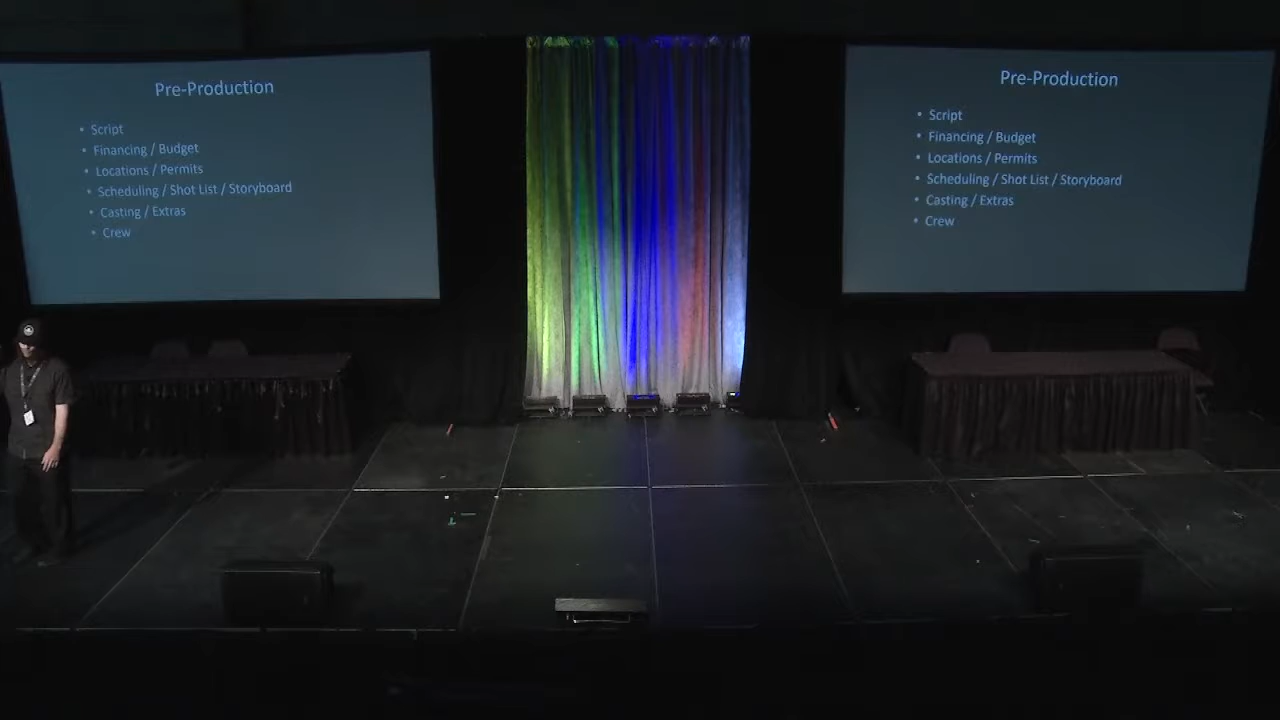 Pre-Production
• Script
• Financing / Budget
• Locations / Permits
• Scheduling / Shot List / Storyboard
• Casting / Extras
• Crew
Pre-Production
• Script
• Financing / Budget
• Locations / Permits
• Scheduling / Shot List / Storyboard
• Casting / Extras
• Crew